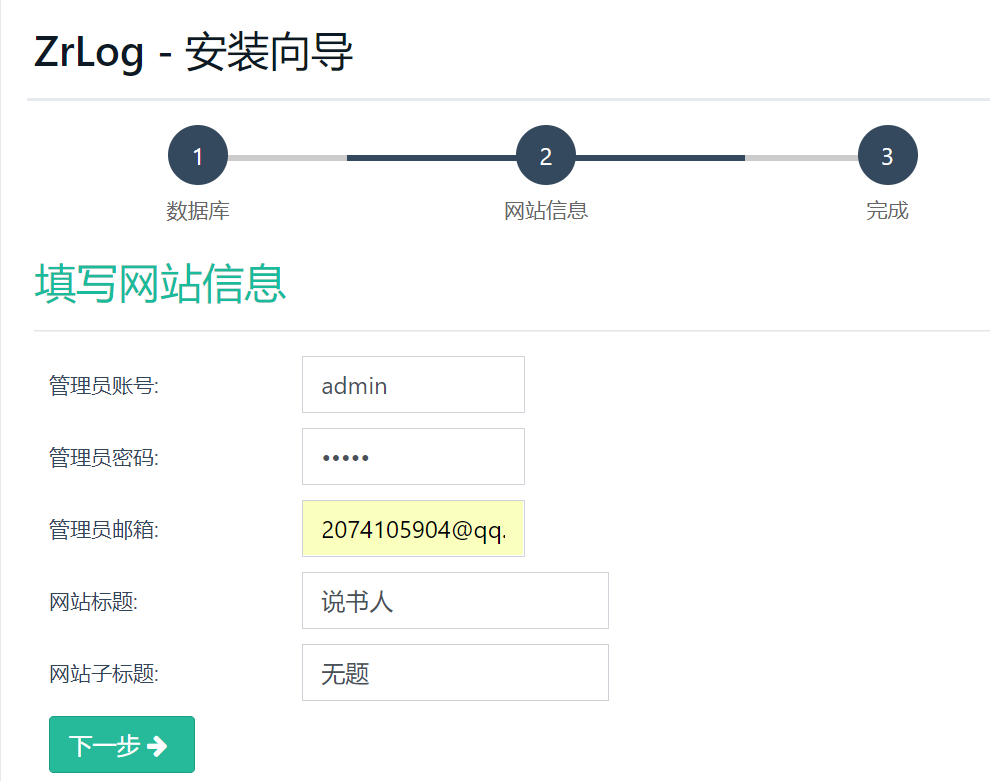 ZrLog - 安装向导
1 2 3
数据库 网站信息 完成
填写网站信息
管理员账号: admin
管理员密码: •••••
管理员邮箱: 2074105904@qq.
网站标题: 说书人
网站子标题: 无题
下一步